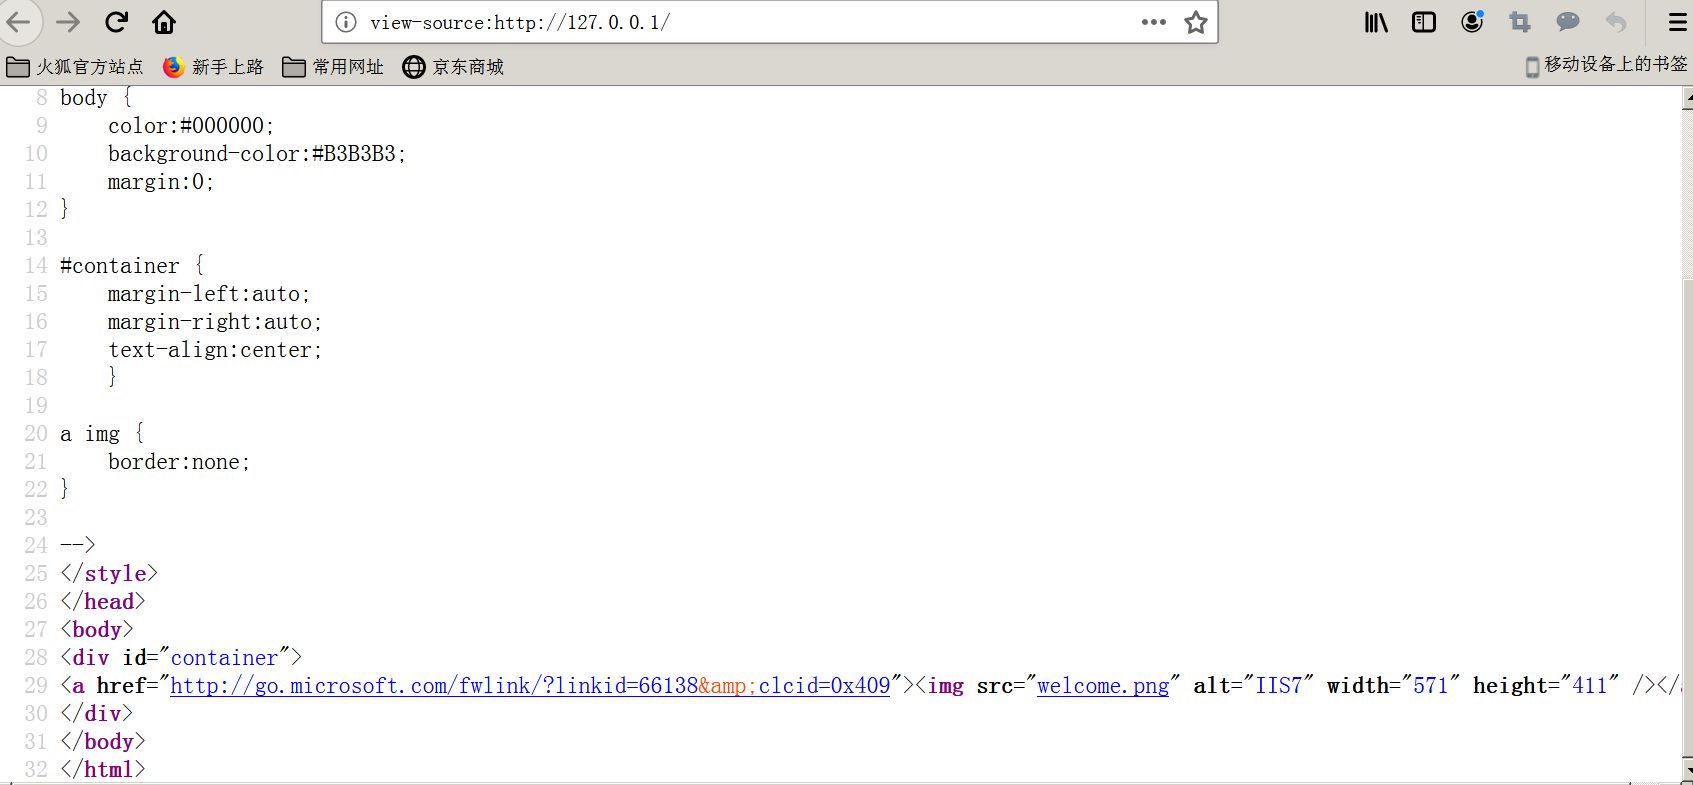 view-source:http://127.0.0.1/
火狐官方站点 新手上路 常用网址 京东商城 移动设备上的书签
8 body {
9     color:#000000;
10     background-color:#B3B3B3;
11     margin:0;
12 }
13
14 #container {
15     margin-left:auto;
16     margin-right:auto;
17     text-align:center;
18     }
19
20 a img {
21     border:none;
22 }
23
24 -->
25 </style>
26 </head>
27 <body>
28 <div id="container">
29 <a href="http://go.microsoft.com/fwlink/?linkid=66138&amp;clcid=0x409"><img src="welcome.png" alt="IIS7" width="571" height="411" /></
30 </div>
31 </body>
32 </html>